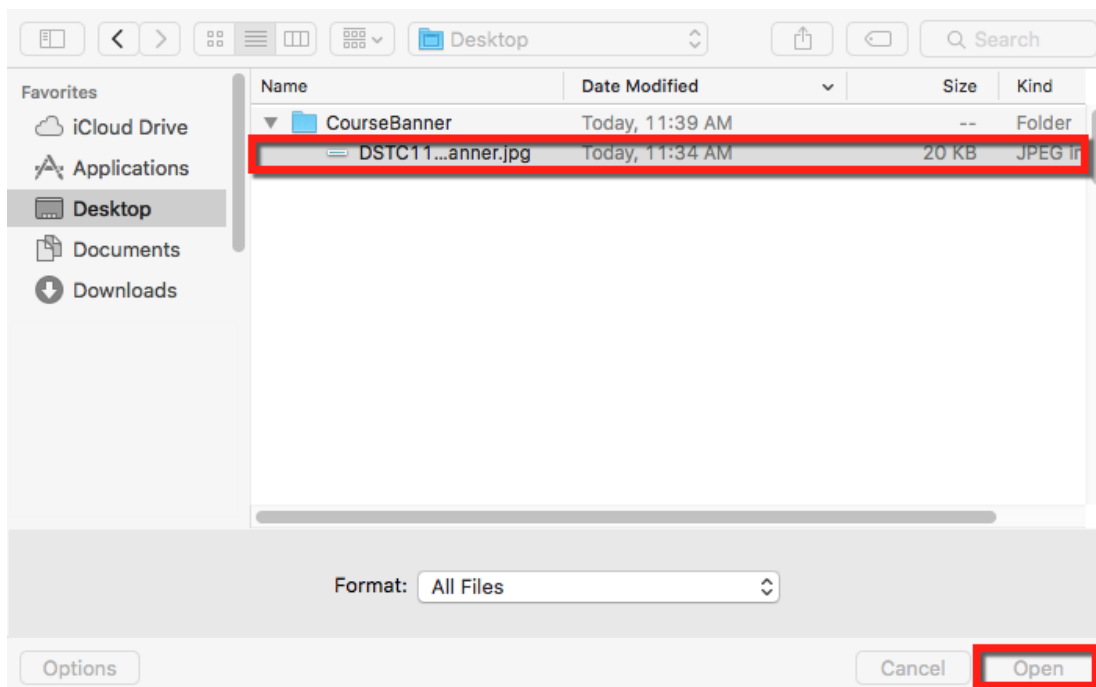 Desktop
Search
Favorites
iCloud Drive
Applications
Desktop
Documents
Downloads
Name Date Modified Size Kind
CourseBanner Today, 11:39 AM -- Folder
DSTC11...anner.jpg Today, 11:34 AM 20 KB JPEG
Format: All Files
Options Cancel Open